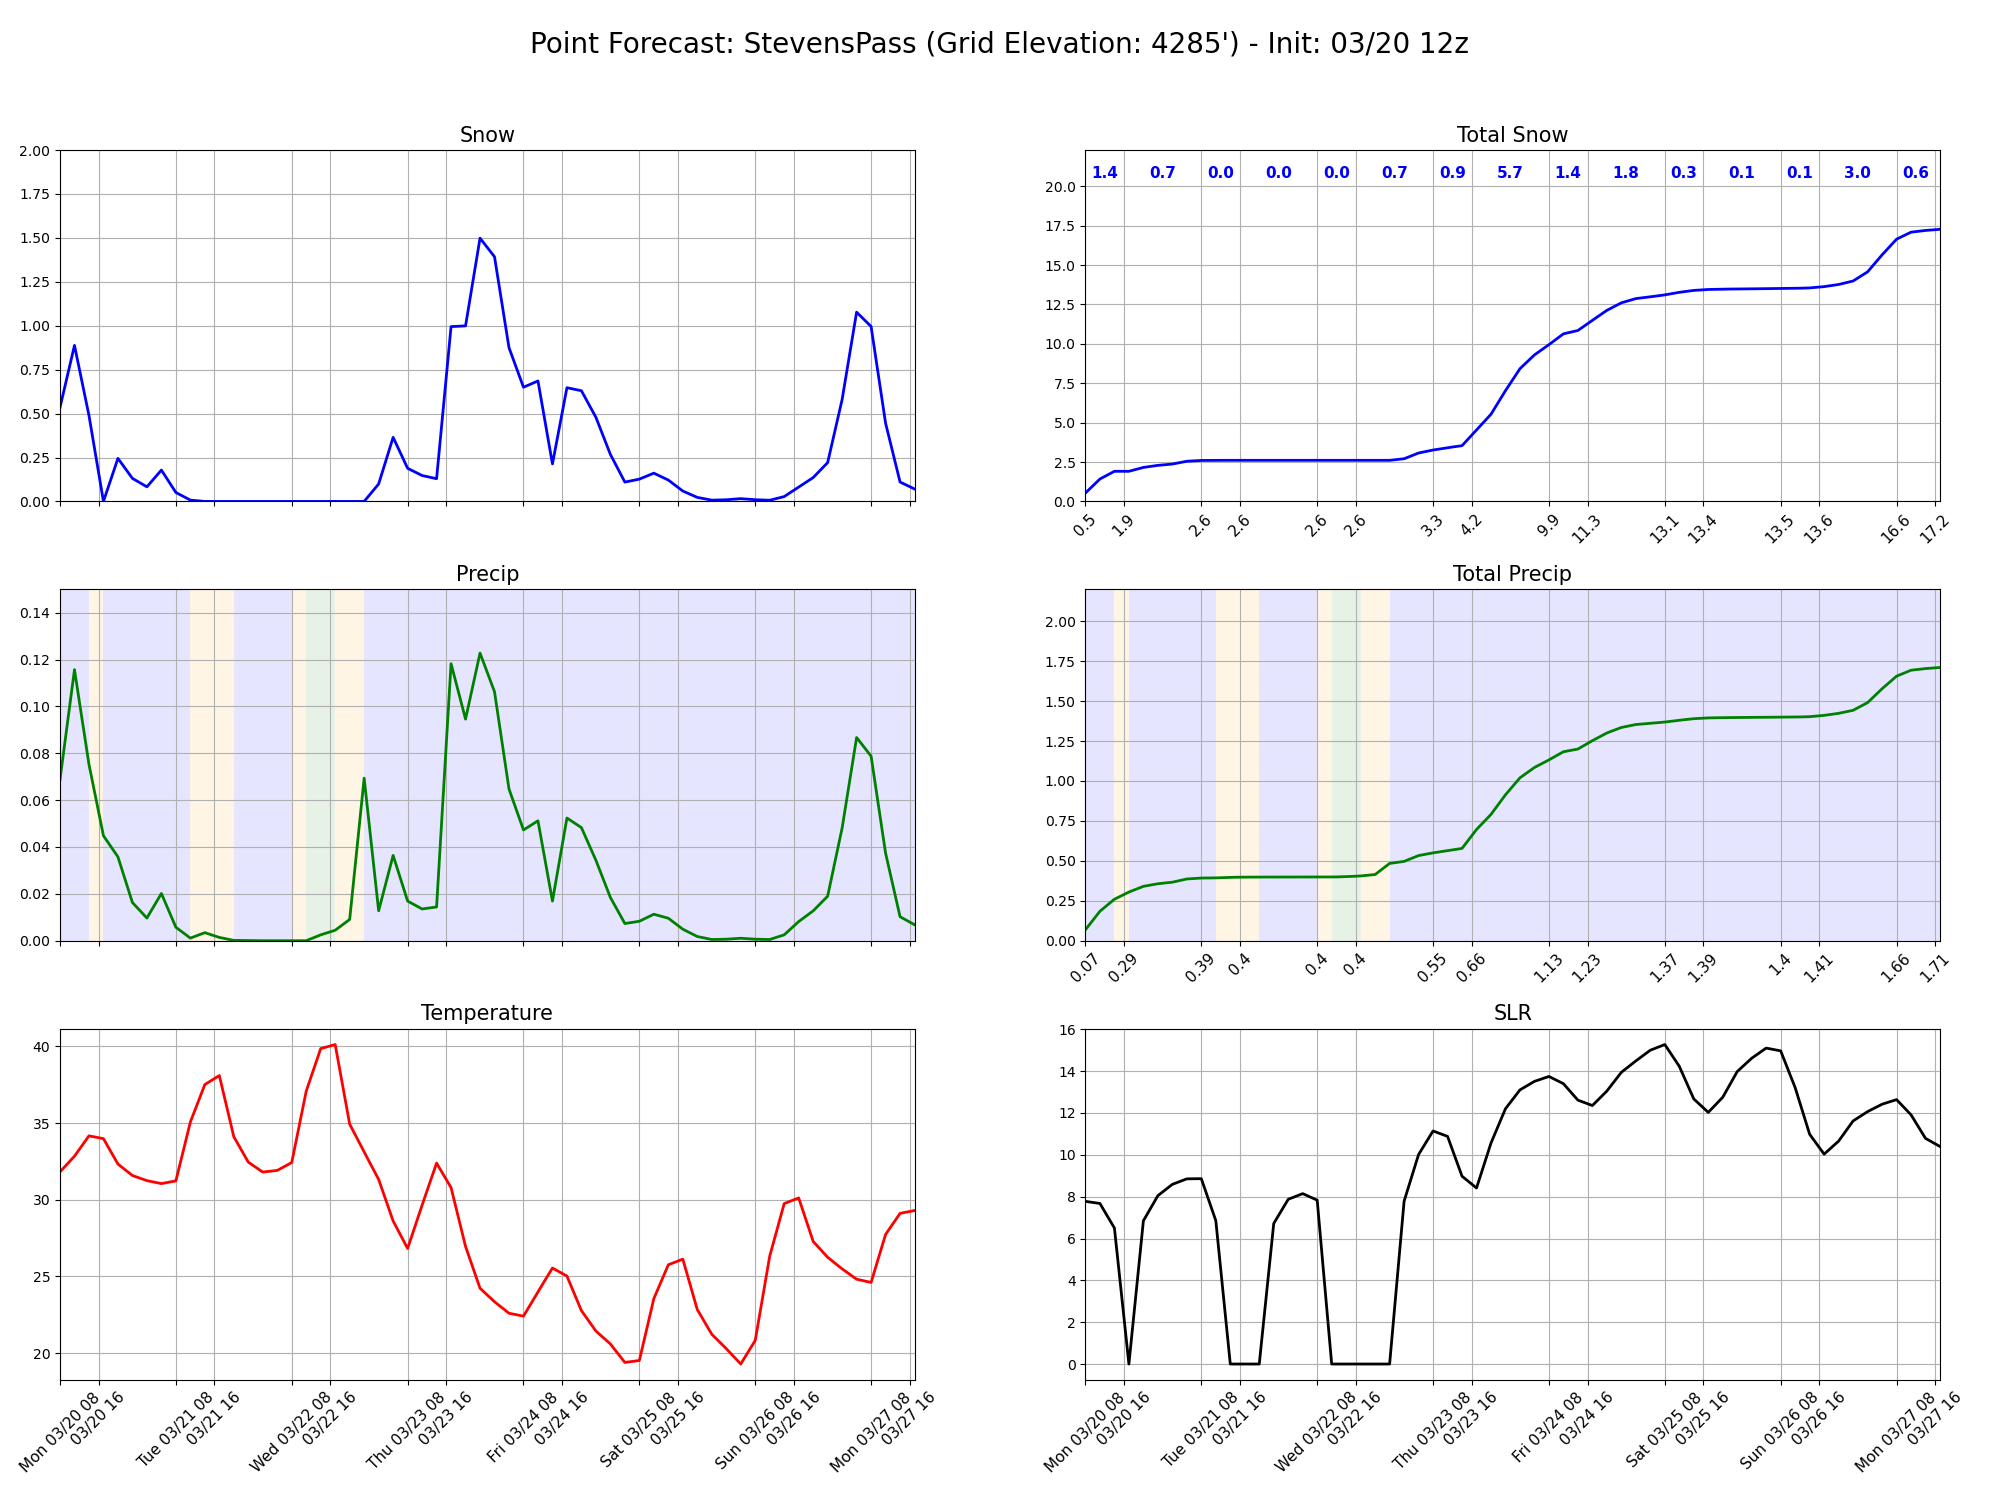 Point Forecast: StevensPass (Grid Elevation: 4285') - Init: 03/20 12z
Snow
2.00
1.75
1.50
1.25
1.00
0.75
0.50
0.25
0.00
Total Snow
1.4 0.7 0.0 0.0 0.0 0.7 0.9 5.7 1.4 1.8 0.3 0.1 0.1 3.0 0.6
20.0
17.5
15.0
12.5
10.0
7.5
5.0
2.5
0.0
0.5 1.9 2.6 2.6 2.6 2.6 3.3 4.2 9.9 11.3 13.1 13.4 13.5 13.6 16.6 17.2
Precip
0.14
0.12
0.10
0.08
0.06
0.04
0.02
0.00
Total Precip
2.00
1.75
1.50
1.25
1.00
0.75
0.50
0.25
0.00
0.07 0.29 0.39 0.4 0.4 0.4 0.55 0.66 1.13 1.23 1.37 1.39 1.4 1.41 1.66 1.71
Temperature
40
35
30
25
20
Mon 03/20 08
03/20 16
Tue 03/21 08
03/21 16
Wed 03/22 08
03/22 16
Thu 03/23 08
03/23 16
Fri 03/24 08
03/24 16
Sat 03/25 08
03/25 16
Sun 03/26 08
03/26 16
Mon 03/27 08
03/27 16
SLR
16
14
12
10
8
6
4
2
0
Mon 03/20 08
03/20 16
Tue 03/21 08
03/21 16
Wed 03/22 08
03/22 16
Thu 03/23 08
03/23 16
Fri 03/24 08
03/24 16
Sat 03/25 08
03/25 16
Sun 03/26 08
03/26 16
Mon 03/27 08
03/27 16